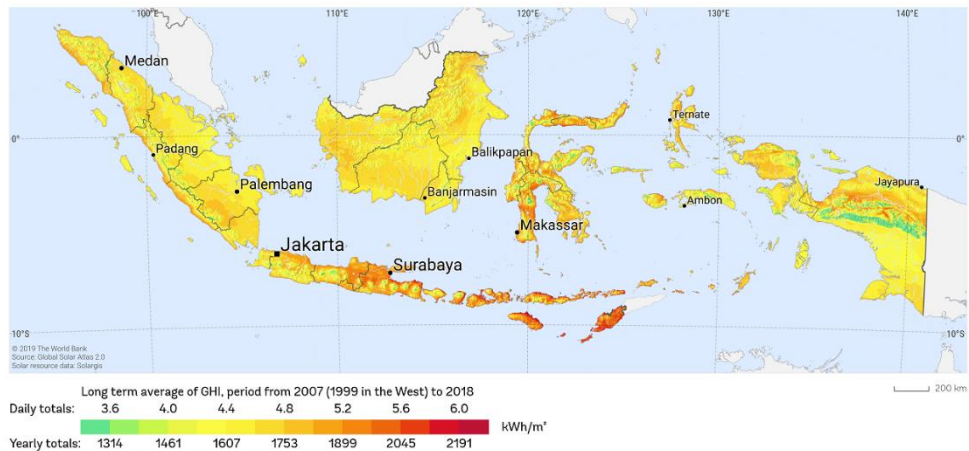 100°E
110°E
120°E
130°E
140°E
Medan
Ternate
0°
0°
Padang
Balikpapan
Palembang
Jayapura
Banjarmasin
Ambon
Makassar
Jakarta
Surabaya
10°S
10°S
© 2019 The World Bank
Source: Global Solar Atlas 2.0
Solar resource data: Solargis
Long term average of GHI, period from 2007 (1999 in the West) to 2018
200 km
Daily totals: 3.6 4.0 4.4 4.8 5.2 5.6 6.0
kWh/m²
Yearly totals: 1314 1461 1607 1753 1899 2045 2191